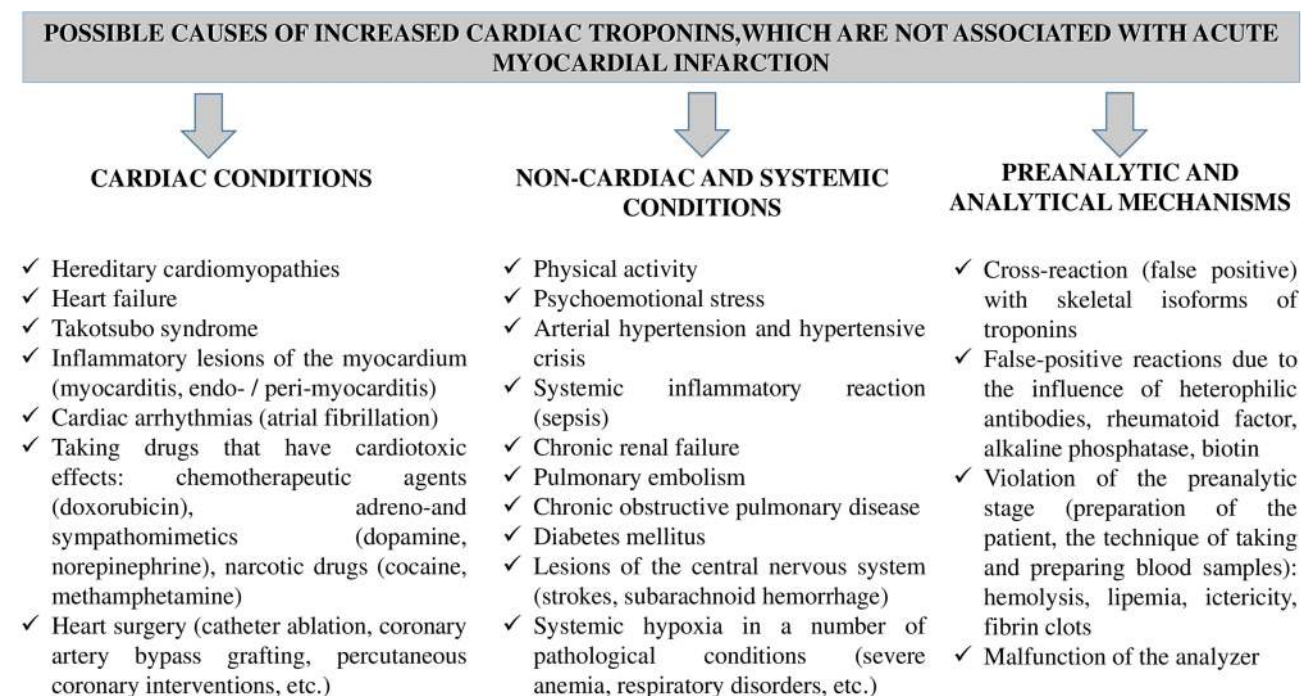 POSSIBLE CAUSES OF INCREASED CARDIAC TROPONINS,WHICH ARE NOT ASSOCIATED WITH ACUTE
MYOCARDIAL INFARCTION
CARDIAC CONDITIONS
✓ Hereditary cardiomyopathies
✓ Heart failure
✓ Takotsubo syndrome
✓ Inflammatory lesions of the myocardium
(myocarditis, endo- / peri-myocarditis)
✓ Cardiac arrhythmias (atrial fibrillation)
✓ Taking drugs that have cardiotoxic
effects: chemotherapeutic agents
(doxorubicin), adreno-and
sympathomimetics (dopamine,
norepinephrine), narcotic drugs (cocaine,
methamphetamine)
✓ Heart surgery (catheter ablation, coronary
artery bypass grafting, percutaneous
coronary interventions, etc.)
NON-CARDIAC AND SYSTEMIC
CONDITIONS
✓ Physical activity
✓ Psychoemotional stress
✓ Arterial hypertension and hypertensive
crisis
✓ Systemic inflammatory reaction
(sepsis)
✓ Chronic renal failure
✓ Pulmonary embolism
✓ Chronic obstructive pulmonary disease
✓ Diabetes mellitus
✓ Lesions of the central nervous system
(strokes, subarachnoid hemorrhage)
✓ Systemic hypoxia in a number of
pathological conditions (severe
anemia, respiratory disorders, etc.)
PREANALYTIC AND
ANALYTICAL MECHANISMS
✓ Cross-reaction (false positive)
with skeletal isoforms of
troponins
✓ False-positive reactions due to
the influence of heterophilic
antibodies, rheumatoid factor,
alkaline phosphatase, biotin
✓ Violation of the preanalytic
stage (preparation of the
patient, the technique of taking
and preparing blood samples):
hemolysis, lipemia, ictericity,
fibrin clots
✓ Malfunction of the analyzer